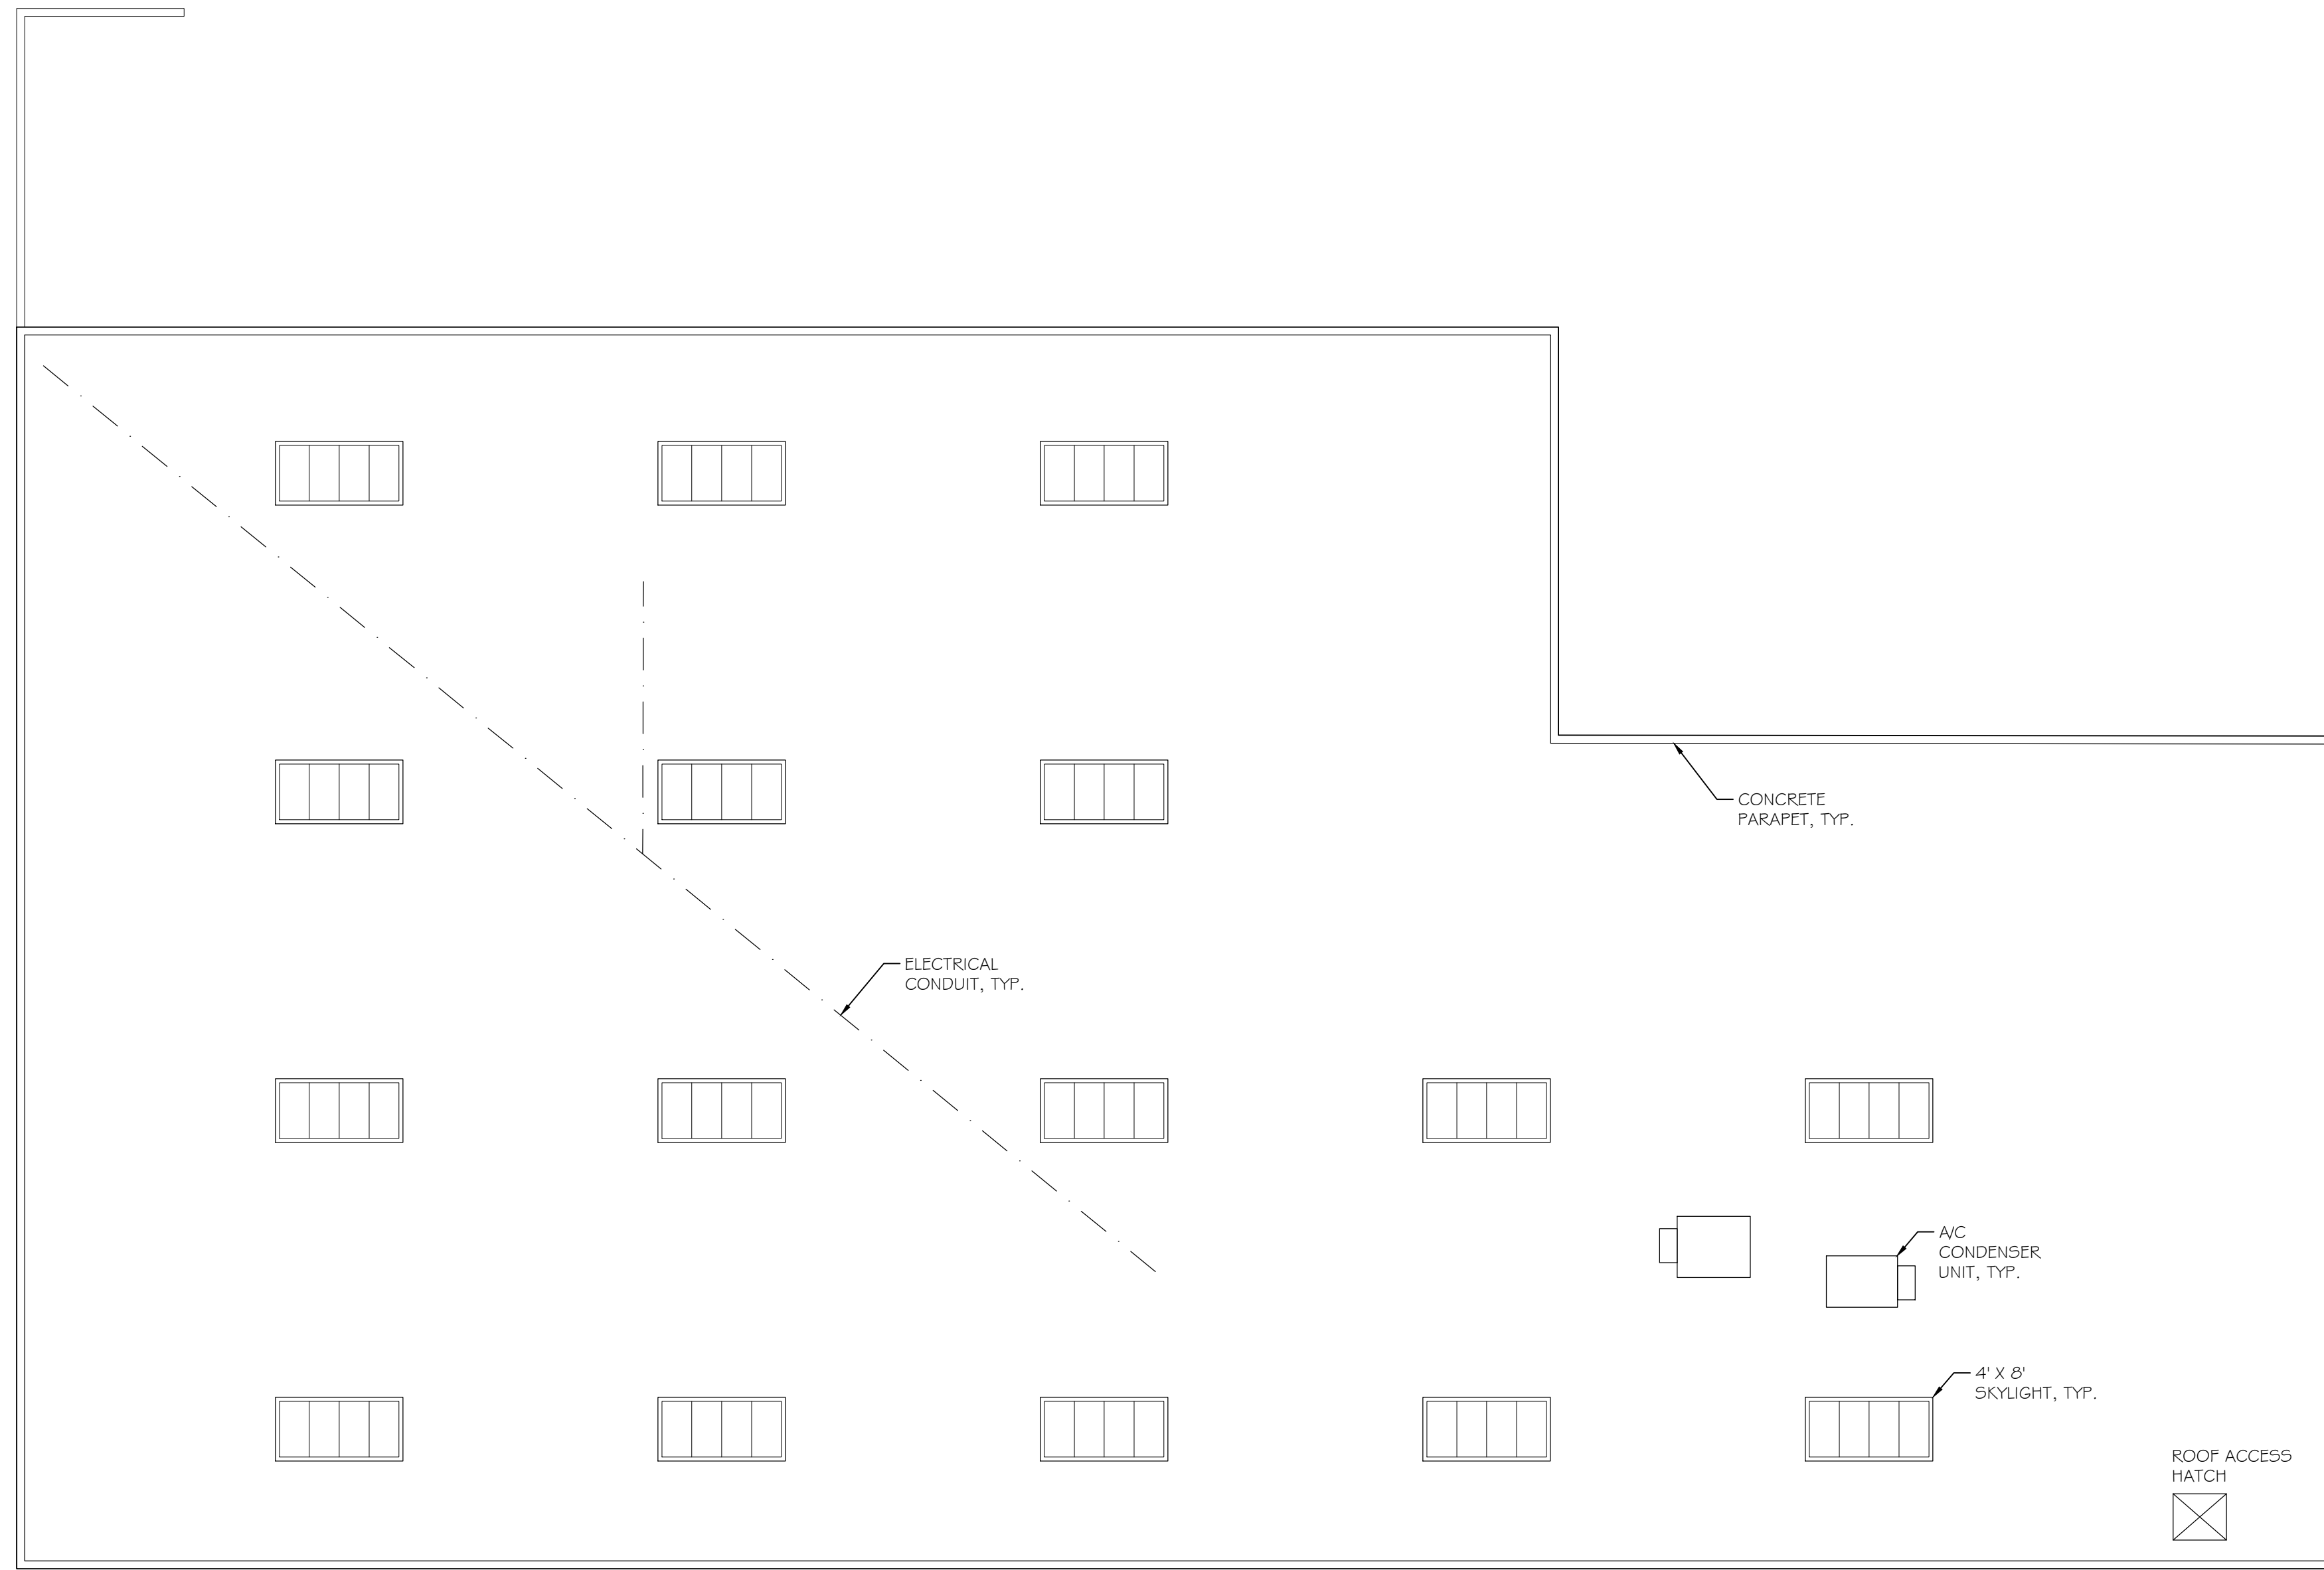 CONCRETE
PARAPET, TYP.
ELECTRICAL
CONDUIT, TYP.
A/C
CONDENSER
UNIT, TYP.
4' X 8'
SKYLIGHT, TYP.
ROOF ACCESS
HATCH